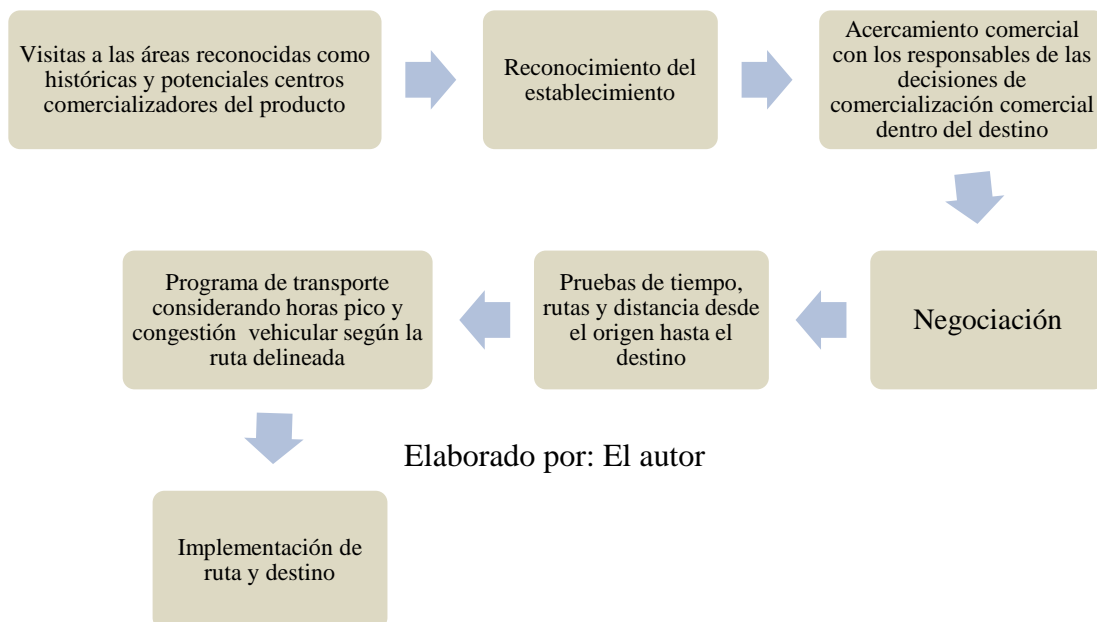 Visitas a las áreas reconocidas como
históricas y potenciales centros
comercializadores del producto
Reconocimiento del
establecimiento
Acercamiento comercial
con los responsables de las
decisiones de
comercialización comercial
dentro del destino
Negociación
Pruebas de tiempo,
rutas y distancia desde
el origen hasta el
destino
Programa de transporte
considerando horas pico y
congestión vehicular según la
ruta delineada
Implementación de
ruta y destino
Elaborado por: El autor